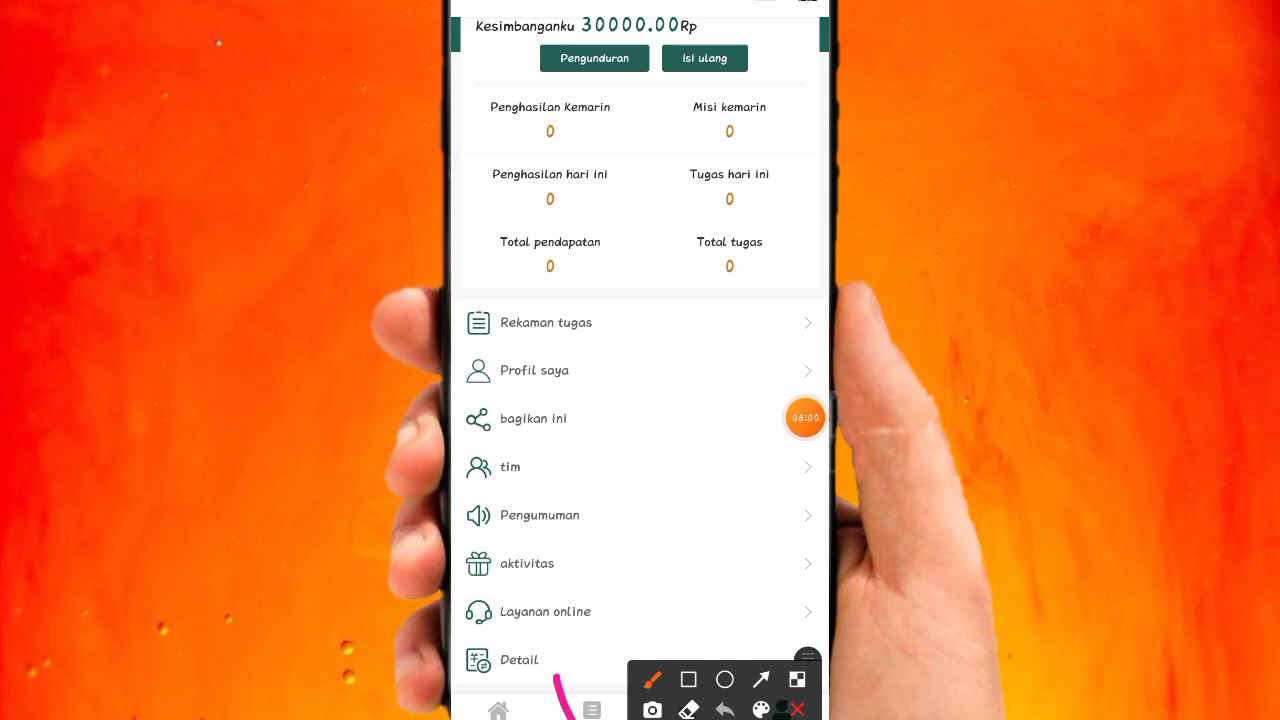 Kesimbanganku 30000.00Rp
Pengunduran Isi ulang
Penghasilan Kemarin Misi kemarin
0 0
Penghasilan hari ini Tugas hari ini
0 0
Total pendapatan Total tugas
0 0
Rekaman tugas
Profil saya
bagikan ini
06:00
tim
Pengumuman
aktivitas
Layanan online
Detail